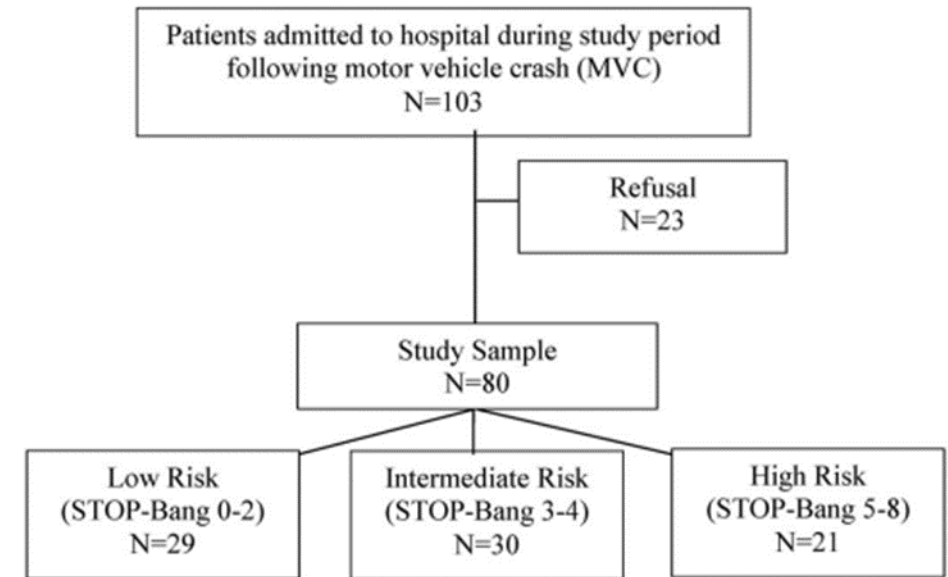 Patients admitted to hospital during study period
following motor vehicle crash (MVC)
N=103
Refusal
N=23
Study Sample
N=80
Low Risk
(STOP-Bang 0-2)
N=29
Intermediate Risk
(STOP-Bang 3-4)
N=30
High Risk
(STOP-Bang 5-8)
N=21